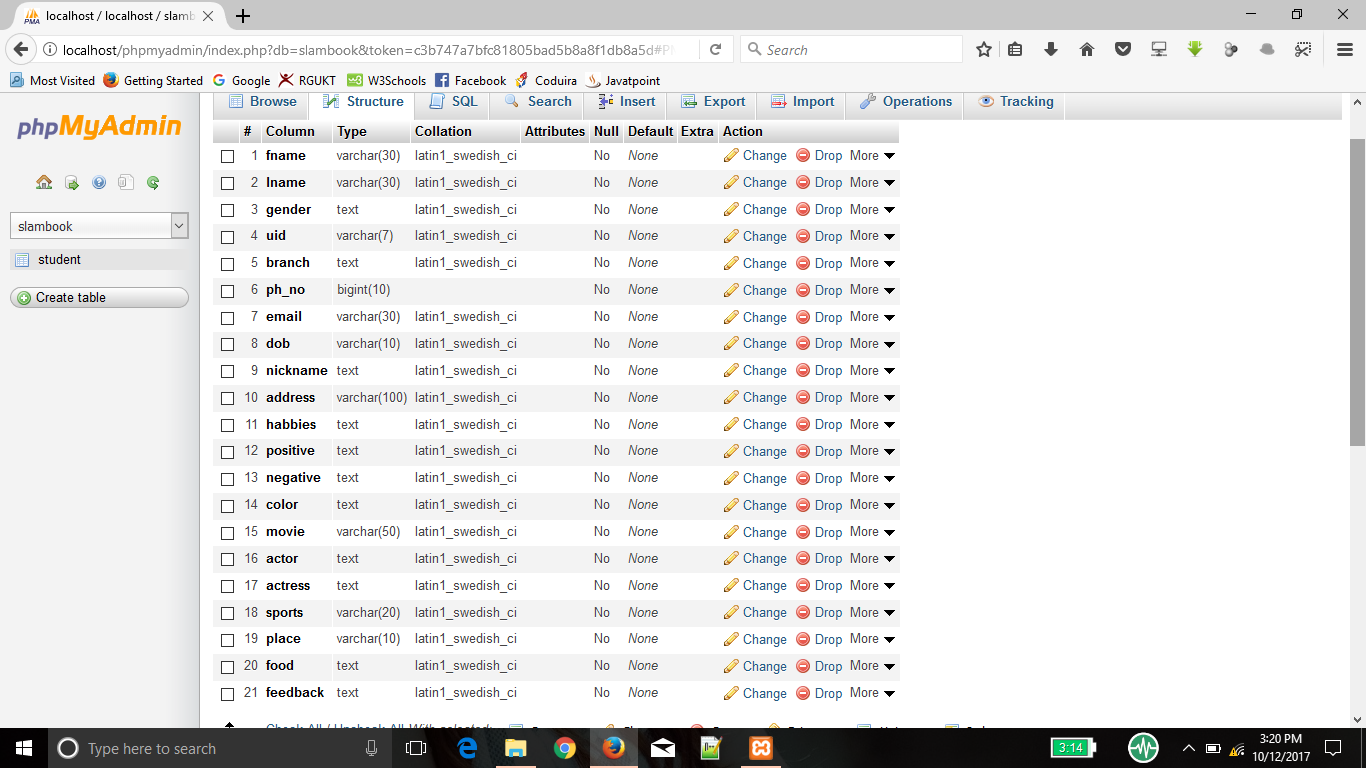 localhost / localhost / slamb
localhost/phpmyadmin/index.php?db=slambook&token=c3b747a7bfc81805bad5b8a8f1db8a5d#P
Search
Most Visited Getting Started Google RGUKT W3Schools Facebook Coduira Javatpoint
phpMyAdmin
slambook
student
Create table
Browse Structure SQL Search Insert Export Import Operations Tracking
# Column Type Collation Attributes Null Default Extra Action
1 fname varchar(30) latin1_swedish_ci No None Change Drop More
2 lname varchar(30) latin1_swedish_ci No None Change Drop More
3 gender text latin1_swedish_ci No None Change Drop More
4 uid varchar(7) latin1_swedish_ci No None Change Drop More
5 branch text latin1_swedish_ci No None Change Drop More
6 ph_no bigint(10) No None Change Drop More
7 email varchar(30) latin1_swedish_ci No None Change Drop More
8 dob varchar(10) latin1_swedish_ci No None Change Drop More
9 nickname text latin1_swedish_ci No None Change Drop More
10 address varchar(100) latin1_swedish_ci No None Change Drop More
11 habbies text latin1_swedish_ci No None Change Drop More
12 positive text latin1_swedish_ci No None Change Drop More
13 negative text latin1_swedish_ci No None Change Drop More
14 color text latin1_swedish_ci No None Change Drop More
15 movie varchar(50) latin1_swedish_ci No None Change Drop More
16 actor text latin1_swedish_ci No None Change Drop More
17 actress text latin1_swedish_ci No None Change Drop More
18 sports varchar(20) latin1_swedish_ci No None Change Drop More
19 place varchar(10) latin1_swedish_ci No None Change Drop More
20 food text latin1_swedish_ci No None Change Drop More
21 feedback text latin1_swedish_ci No None Change Drop More
Check All / Uncheck All With selected:
Type here to search
3:14
3:20 PM
10/12/2017